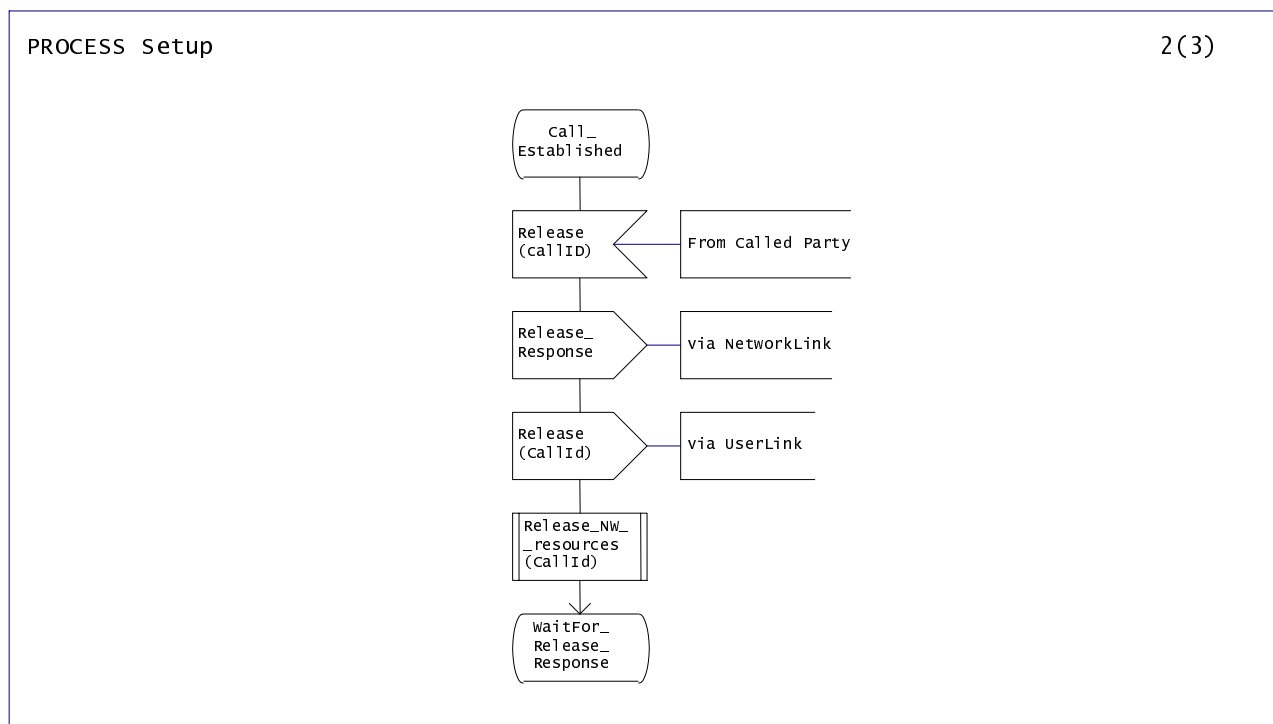 PROCESS Setup
2(3)
Call_
Established
Release
(callID)
From Called Party
Release_
Response
via NetworkLink
Release
(CallId)
via UserLink
Release_NW_
_resources
(CallId)
WaitFor_
Release_
Response